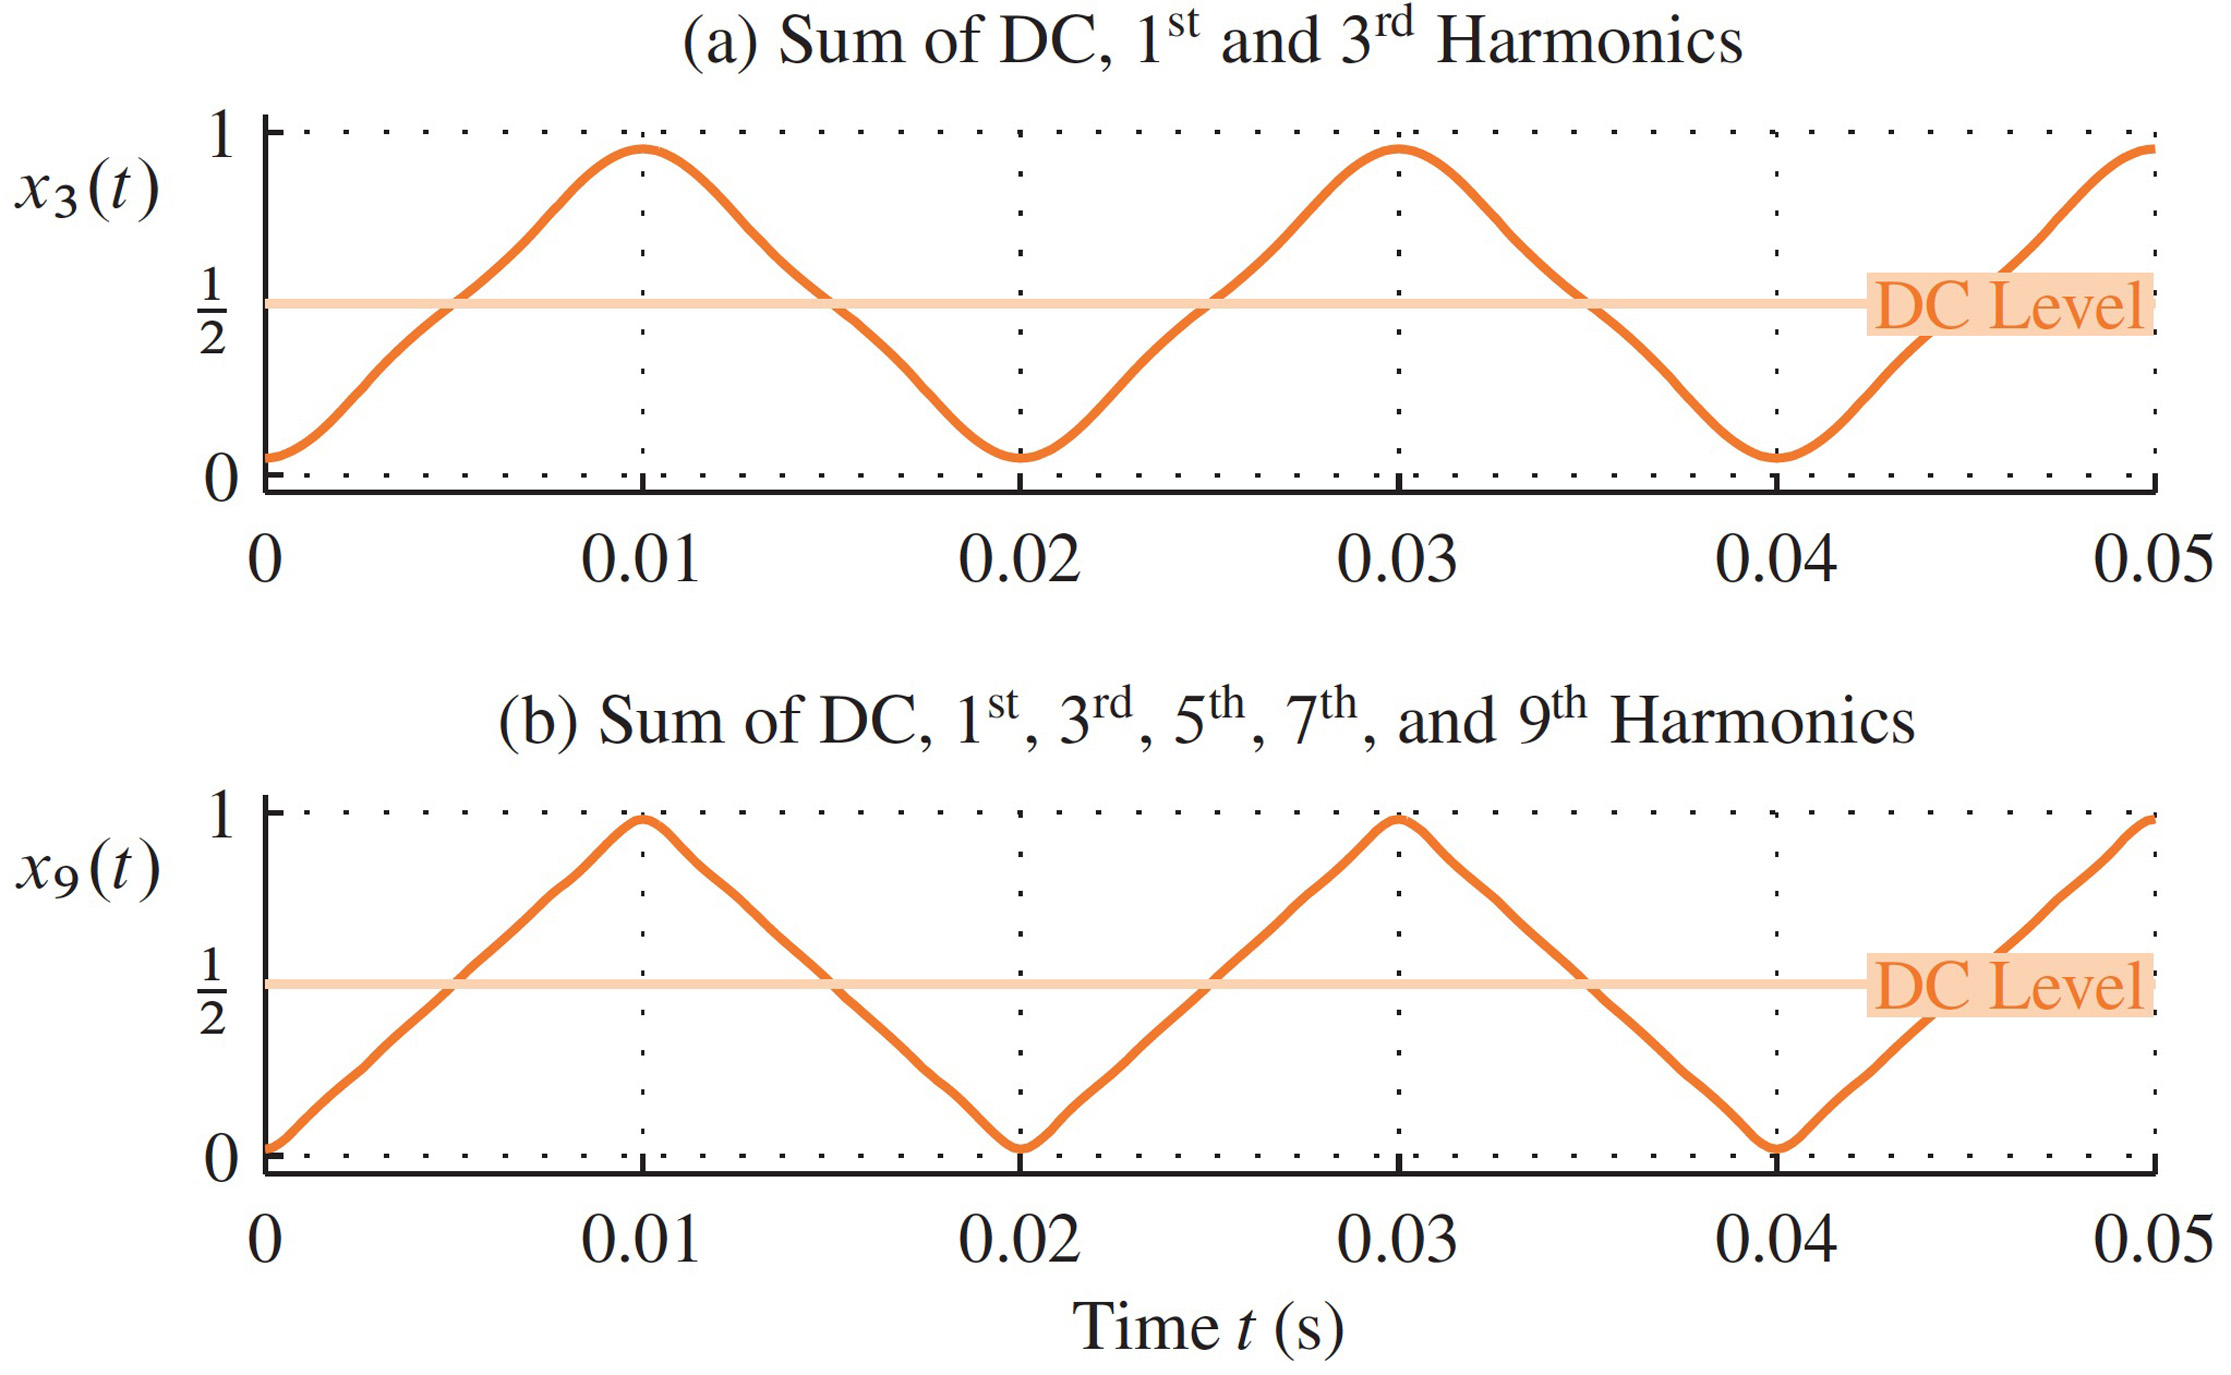 (a) Sum of DC, 1st and 3rd Harmonics
1
x3(t)
1/2
DC Level
0
0 0.01 0.02 0.03 0.04 0.05
(b) Sum of DC, 1st, 3rd, 5th, 7th, and 9th Harmonics
1
x9(t)
1/2
DC Level
0
0 0.01 0.02 0.03 0.04 0.05
Time t (s)